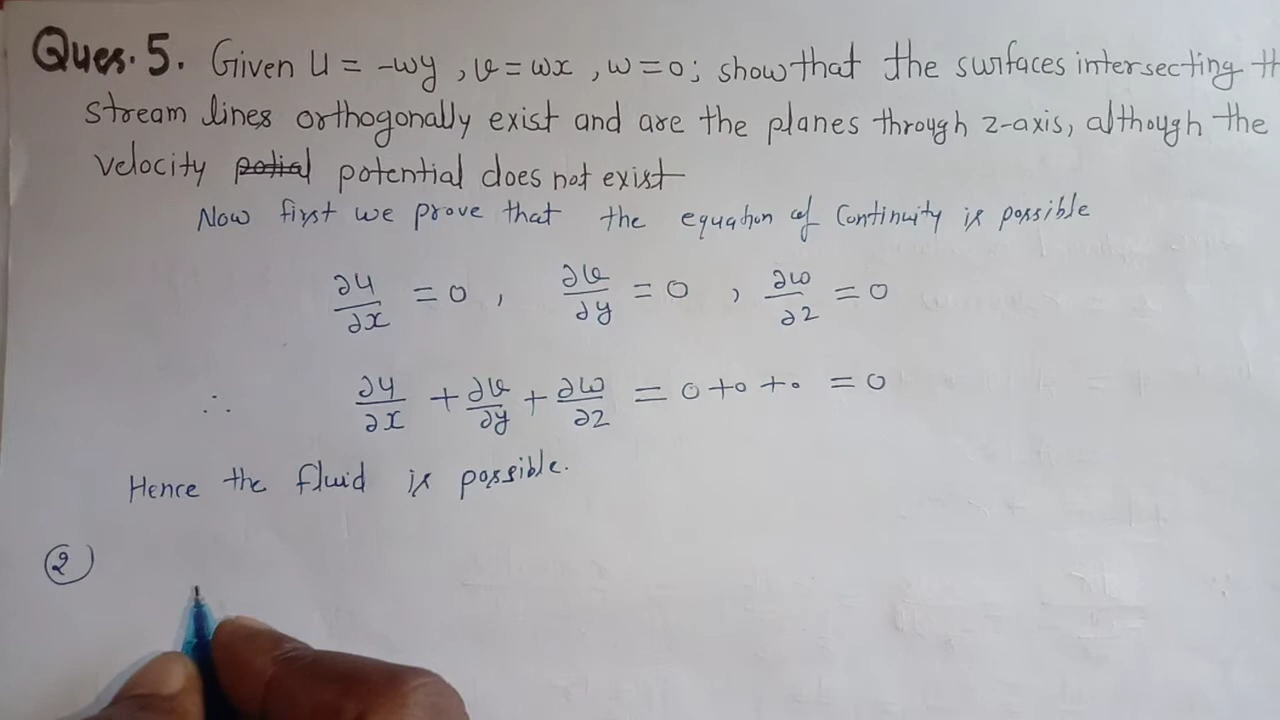 Ques. 5. Given u = -wy , v = wx , w = 0 ; show that the surfaces intersecting
stream lines orthogonally exist and are the planes through z-axis, although the
velocity potential does not exist
Now first we prove that the equation of Continuity is possible
∂u/∂x = 0 , ∂v/∂y = 0 , ∂w/∂z = 0
∴ ∂u/∂x + ∂v/∂y + ∂w/∂z = 0 + 0 + 0 = 0
Hence the fluid is possible.
②